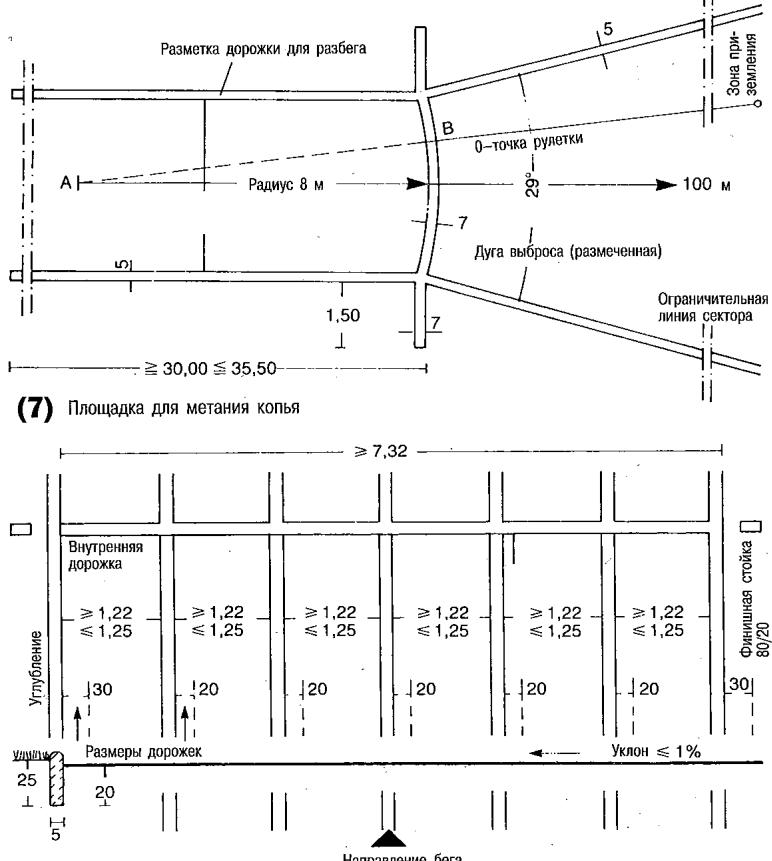 Разметка дорожки для разбега
5
Зона при-
земления
B
0–точка рулетки
A
Радиус 8 м
29°
100 м
7
Дуга выброса (размеченная)
5
Ограничительная
линия сектора
1,50
7
≧ 30,00 ≦ 35,50
(7) Площадка для метания копья
⩾ 7,32
Внутренняя
дорожка
Углубление
Финишная стойка
80/20
⩾ 1,22
⩽ 1,25
⩾ 1,22
⩽ 1,25
⩾ 1,22
⩽ 1,25
⩾ 1,22
⩽ 1,25
⩾ 1,22
⩽ 1,25
⩾ 1,22
⩽ 1,25
30
20
20
20
20
20
30
Размеры дорожек
Уклон ⩽ 1%
25
20
5
Направление бега